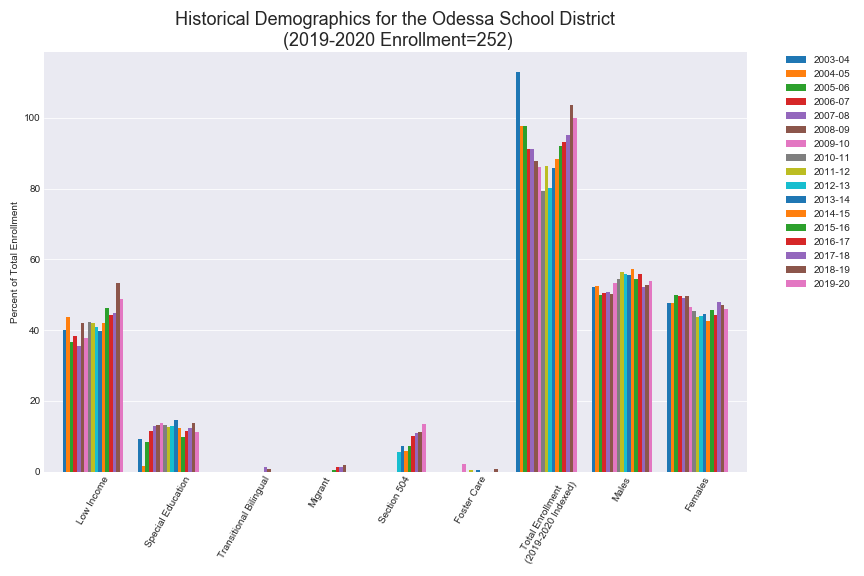 Historical Demographics for the Odessa School District
(2019-2020 Enrollment=252)
Percent of Total Enrollment
100
80
60
40
20
0
Low Income
Special Education
Transitional Bilingual
Migrant
Section 504
Foster Care
Total Enrollment
(2019-2020 Indexed)
Males
Females
2003-04
2004-05
2005-06
2006-07
2007-08
2008-09
2009-10
2010-11
2011-12
2012-13
2013-14
2014-15
2015-16
2016-17
2017-18
2018-19
2019-20